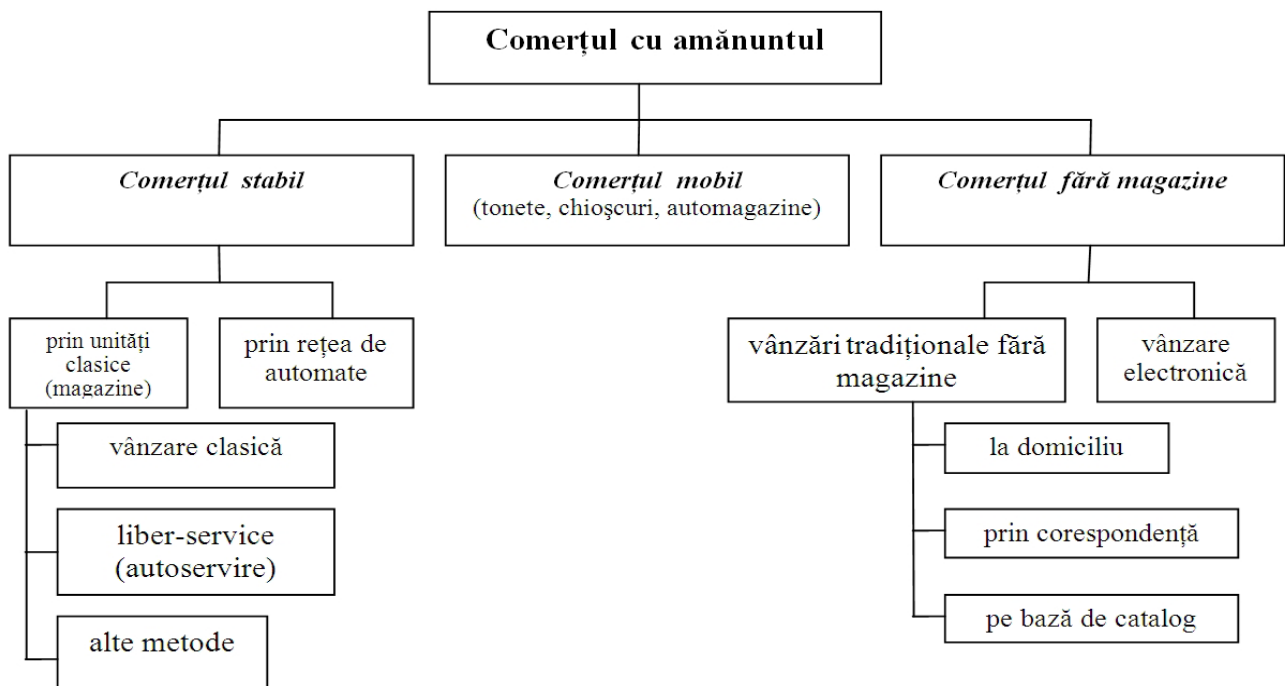 Comerțul cu amănuntul
Comerțul stabil
Comerțul mobil
(tonete, chioşcuri, automagazine)
Comerțul fără magazine
prin unități
clasice
(magazine)
prin rețea de
automate
vânzări tradiționale fără
magazine
vânzare
electronică
vânzare clasică
liber-service
(autoservire)
alte metode
la domiciliu
prin corespondență
pe bază de catalog